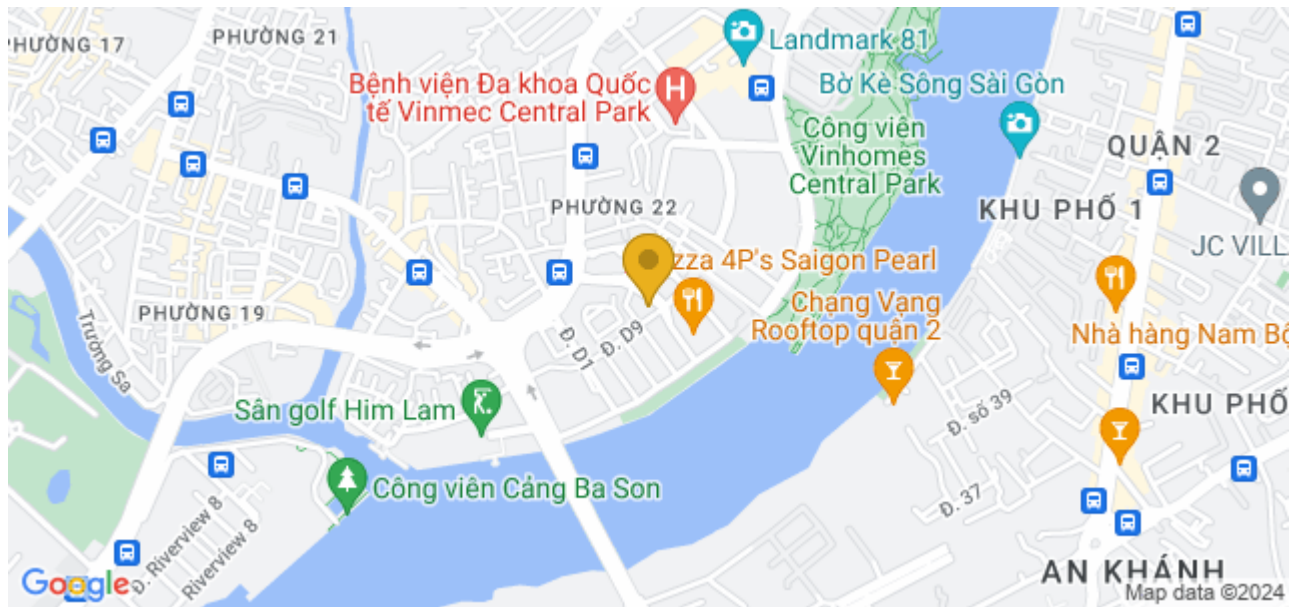 PHƯỜNG 17
PHƯỜNG 21
Landmark 81
Bệnh viện Đa khoa Quốc
tế Vinmec Central Park
H
Bờ Kè Sông Sài Gòn
Công viên
Vinhomes
Central Park
QUẬN 2
PHƯỜNG 22
KHU PHỐ 1
JC VILL
zza 4P's Saigon Pearl
PHƯỜNG 19
Trường Sa
Đ. D9
Đ. D1
Chạng Vạng
Rooftop quận 2
Nhà hàng Nam Bộ
Sân golf Him Lam
Đ. số 39
KHU PHỐ
Công viên Cảng Ba Son
Đ. 37
Đ. Riverview 8
Riverview 8
AN KHÁNH
Google
Map data ©2024